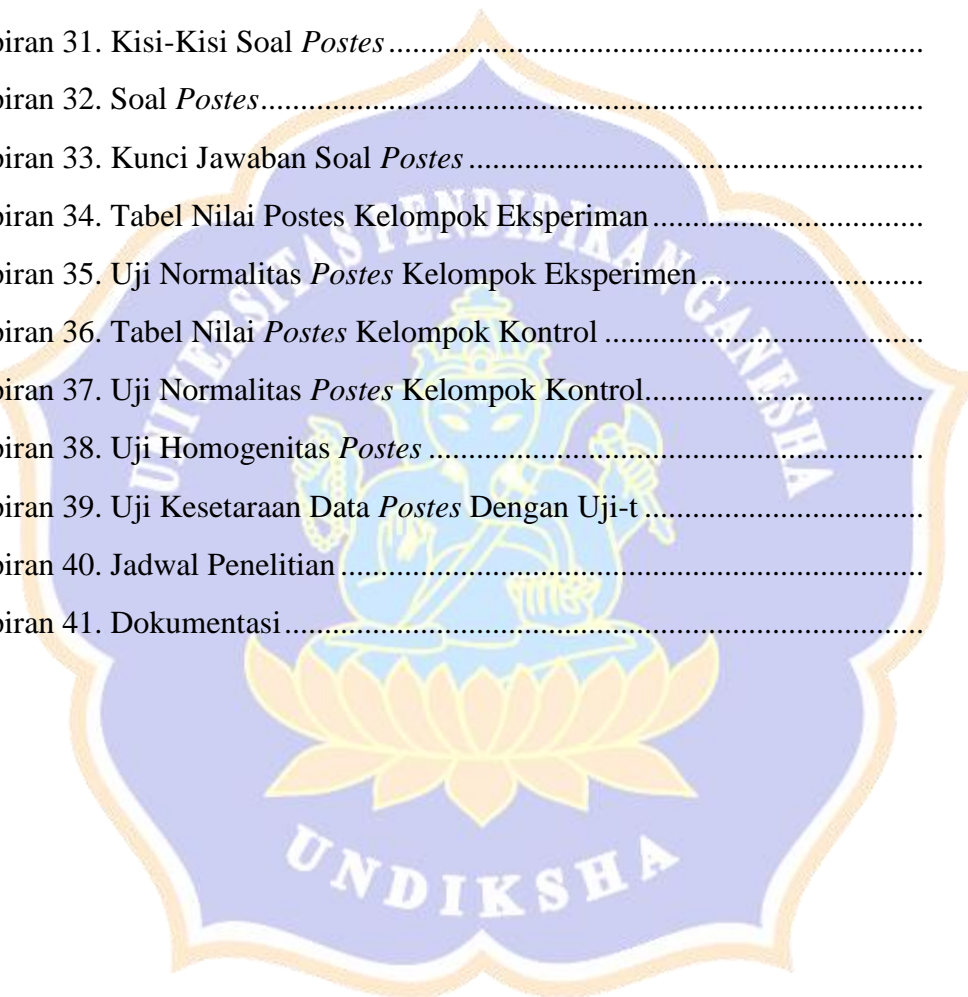 piran 31. Kisi-Kisi Soal Postes ....................................................................
piran 32. Soal Postes....................................................................................
piran 33. Kunci Jawaban Soal Postes ..........................................................
piran 34. Tabel Nilai Postes Kelompok Eksperiman ..................................
piran 35. Uji Normalitas Postes Kelompok Eksperimen ............................
piran 36. Tabel Nilai Postes Kelompok Kontrol ........................................
piran 37. Uji Normalitas Postes Kelompok Kontrol...................................
piran 38. Uji Homogenitas Postes ..............................................................
piran 39. Uji Kesetaraan Data Postes Dengan Uji-t ...................................
piran 40. Jadwal Penelitian .........................................................................
piran 41. Dokumentasi ................................................................................
UNIVERSITAS PENDIDIKAN GANESHA
UNDIKSHA